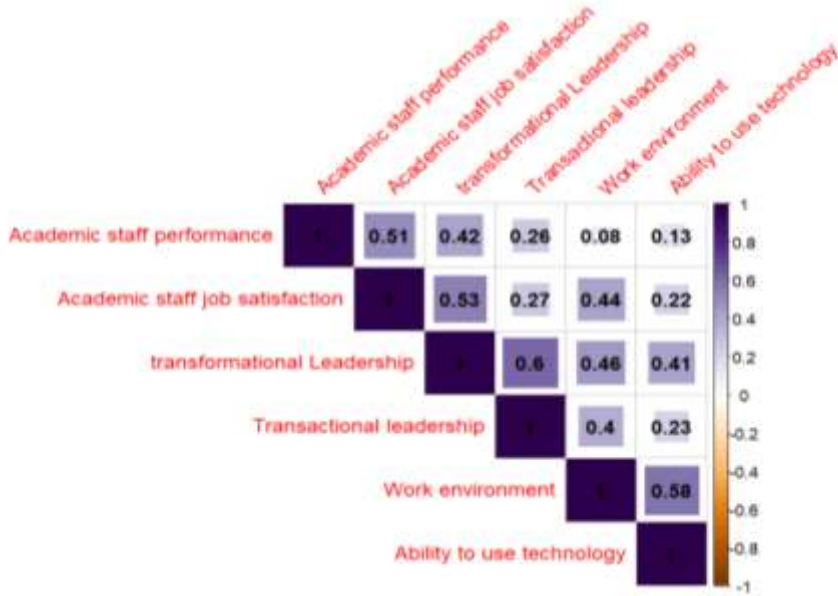 Academic staff performance
Academic staff job satisfaction
transformational Leadership
Transactional leadership
Work environment
Ability to use technology
Academic staff performance 1 0.51 0.42 0.26 0.08 0.13
Academic staff job satisfaction 1 0.53 0.27 0.44 0.22
transformational Leadership 1 0.6 0.46 0.41
Transactional leadership 1 0.4 0.23
Work environment 1 0.58
Ability to use technology 1
1
0.8
0.6
0.4
0.2
0
-0.2
-0.4
-0.6
-0.8
-1